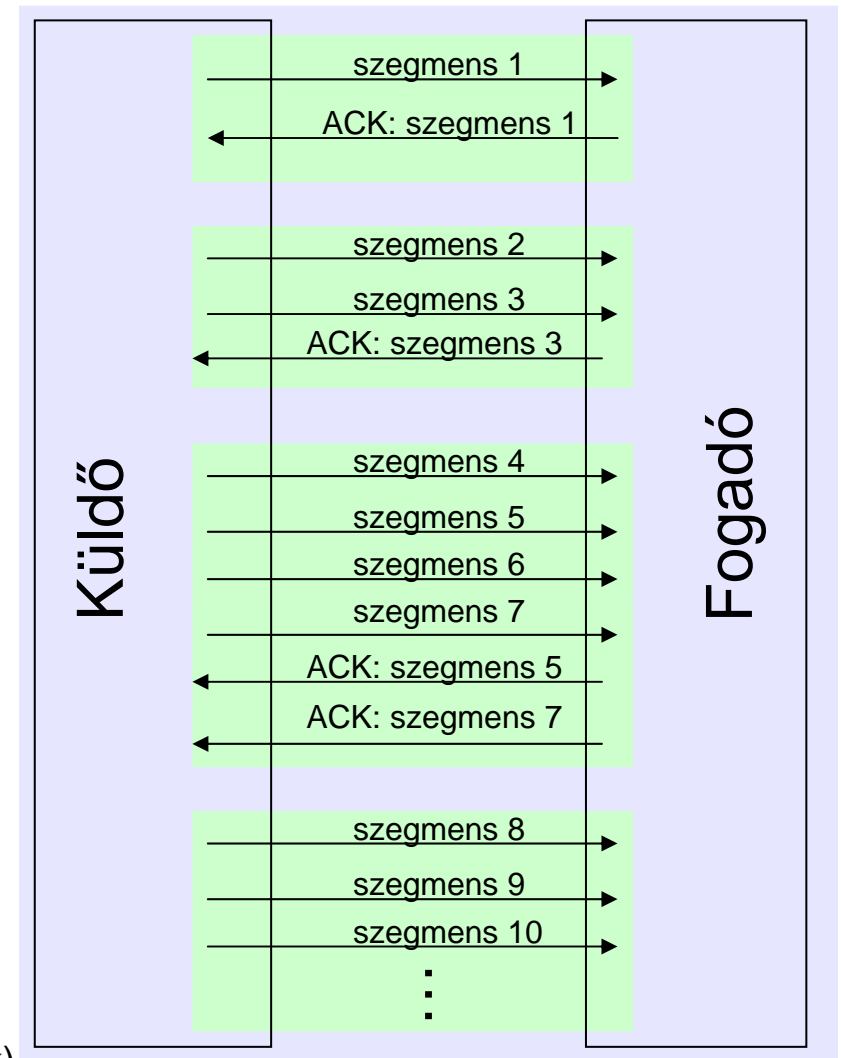 szegmens 1
ACK: szegmens 1
szegmens 2
szegmens 3
ACK: szegmens 3
Küldő
Fogadó
szegmens 4
szegmens 5
szegmens 6
szegmens 7
ACK: szegmens 5
ACK: szegmens 7
szegmens 8
szegmens 9
szegmens 10
⋮